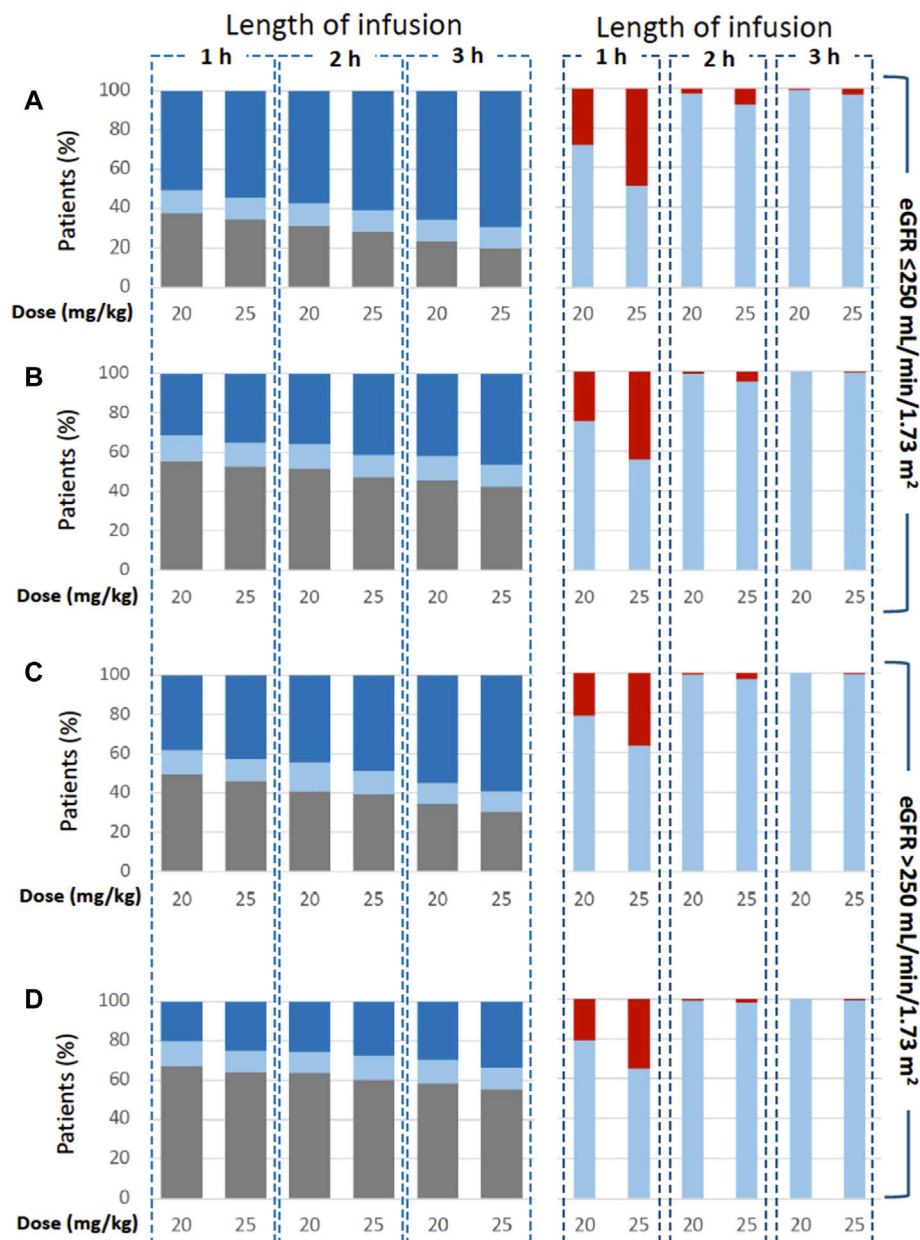 Length of infusion
Length of infusion
1 h 2 h 3 h 1 h 2 h 3 h
A
Patients (%)
100
80
60
40
20
0
Dose (mg/kg) 20 25 20 25 20 25 20 25 20 25 20 25
B
Patients (%)
100
80
60
40
20
0
Dose (mg/kg) 20 25 20 25 20 25 20 25 20 25 20 25
eGFR ≤250 mL/min/1.73 m²
C
Patients (%)
100
80
60
40
20
0
Dose (mg/kg) 20 25 20 25 20 25 20 25 20 25 20 25
D
Patients (%)
100
80
60
40
20
0
Dose (mg/kg) 20 25 20 25 20 25 20 25 20 25 20 25
eGFR >250 mL/min/1.73 m²